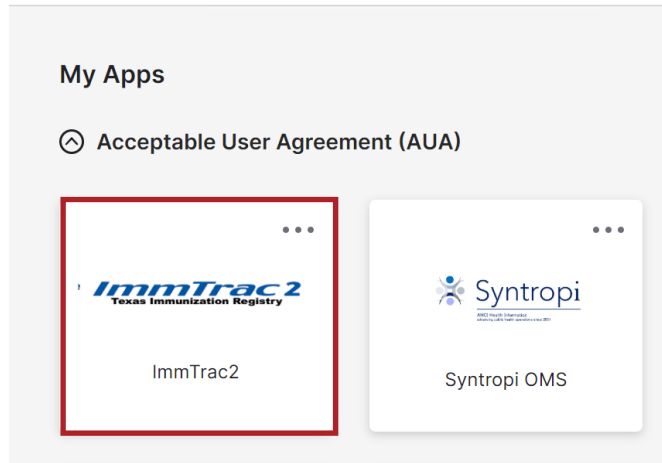 My Apps
Acceptable User Agreement (AUA)
ImmTrac2
Texas Immunization Registry
ImmTrac2
Syntropi
Syntropi OMS